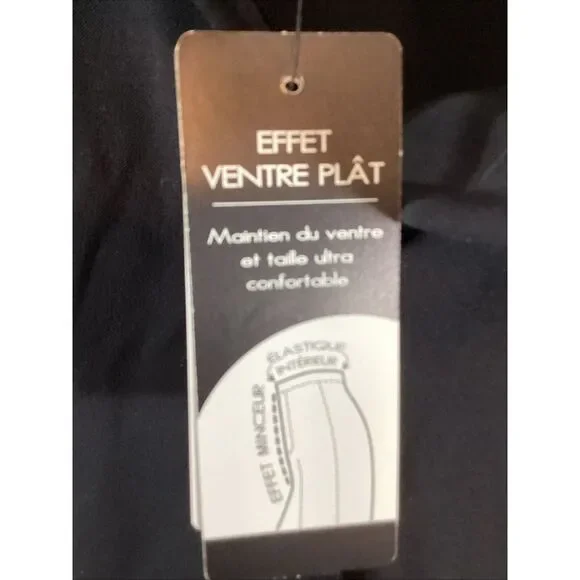 EFFET
VENTRE PLÂT
Maintien du ventre
et taille ultra
confortable
ÉLASTIQUE
INTÉRIEUR
EFFET MINCEUR